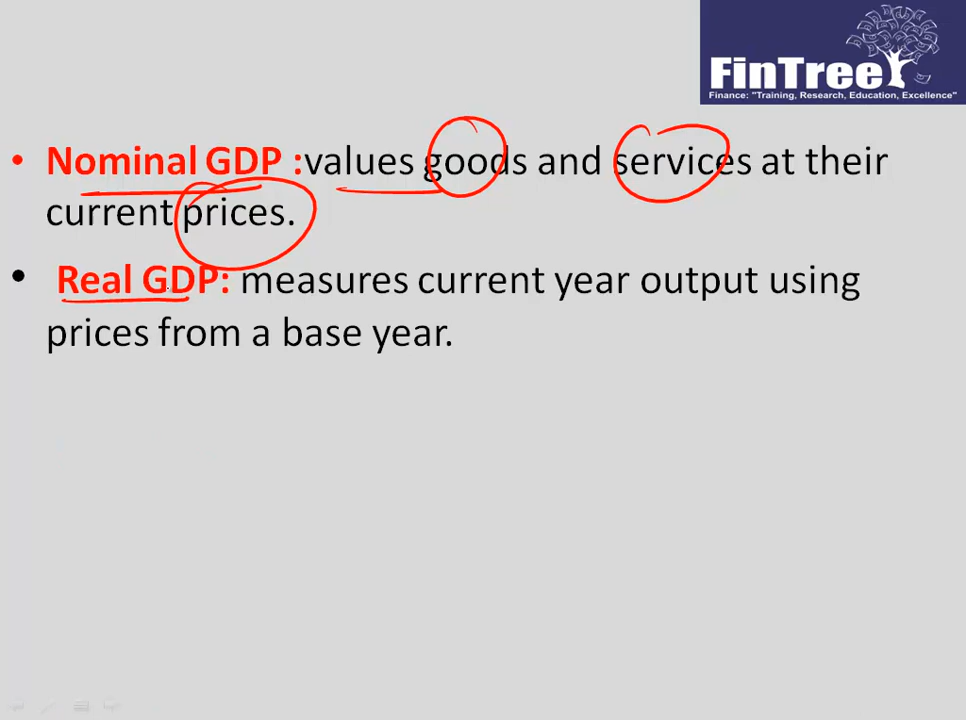 FinTree
Finance: "Training, Research, Education, Excellence"
• Nominal GDP :values goods and services at their
current prices.
• Real GDP: measures current year output using
prices from a base year.